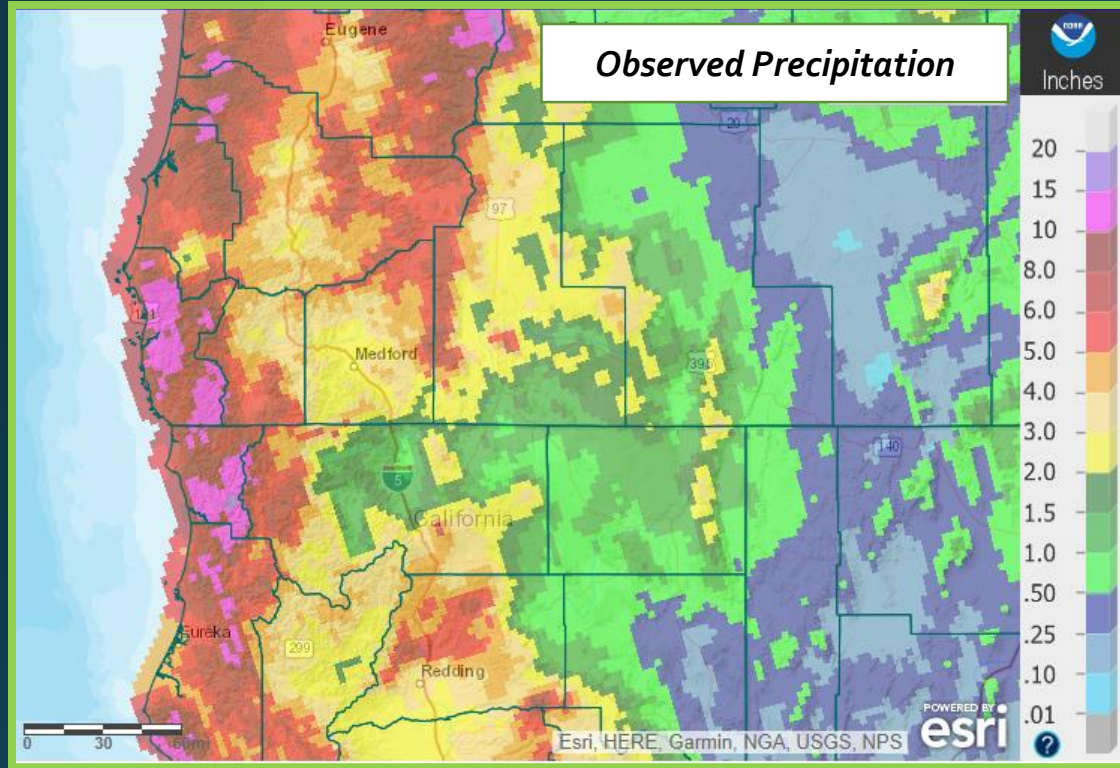 Observed Precipitation
noaa
Inches
20
15
10
8.0
6.0
5.0
4.0
3.0
2.0
1.5
1.0
.50
.25
.10
.01
?
Eugene
20
97
101
Medford
395
140
5
California
299
Eureka
Redding
0 30 60mi
Esri, HERE, Garmin, NGA, USGS, NPS
POWERED BY
esri